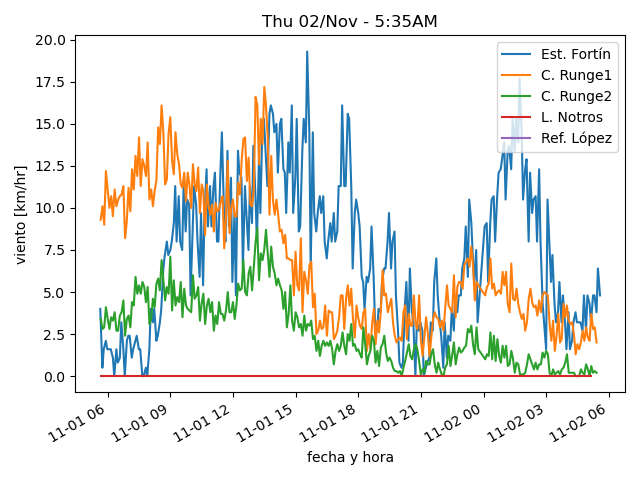 Thu 02/Nov - 5:35AM
Est. Fortín
C. Runge1
C. Runge2
L. Notros
Ref. López
viento [km/hr]
20.0
17.5
15.0
12.5
10.0
7.5
5.0
2.5
0.0
11-01 06
11-01 09
11-01 12
11-01 15
11-01 18
11-01 21
11-02 00
11-02 03
11-02 06
fecha y hora